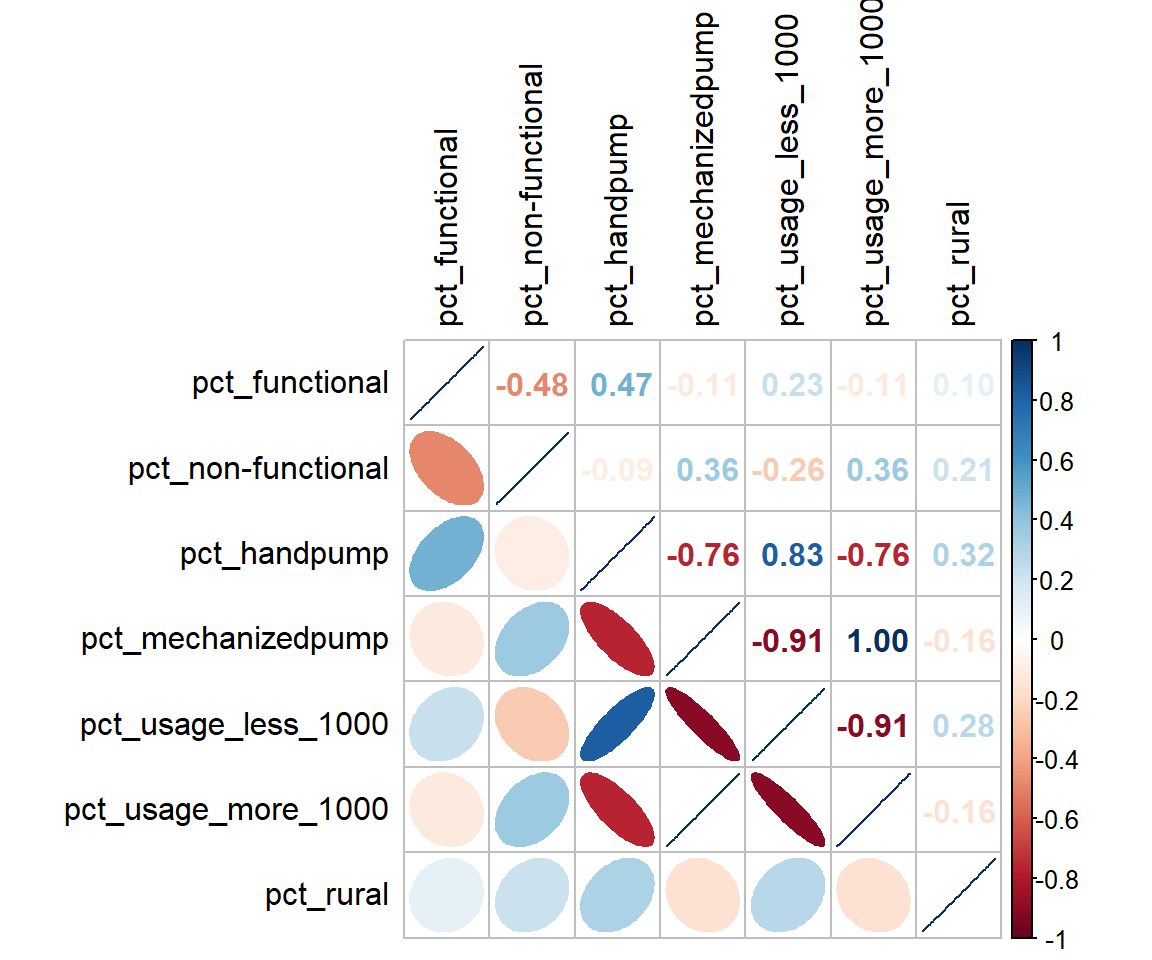 pct_functional
pct_non-functional
pct_handpump
pct_mechanizedpump
pct_usage_less_1000
pct_usage_more_1000
pct_rural
pct_functional -0.48 0.47 -0.11 0.23 -0.11 0.10
pct_non-functional -0.09 0.36 -0.26 0.36 0.21
pct_handpump -0.76 0.83 -0.76 0.32
pct_mechanizedpump -0.91 1.00 -0.16
pct_usage_less_1000 -0.91 0.28
pct_usage_more_1000 -0.16
pct_rural
1
0.8
0.6
0.4
0.2
0
-0.2
-0.4
-0.6
-0.8
-1